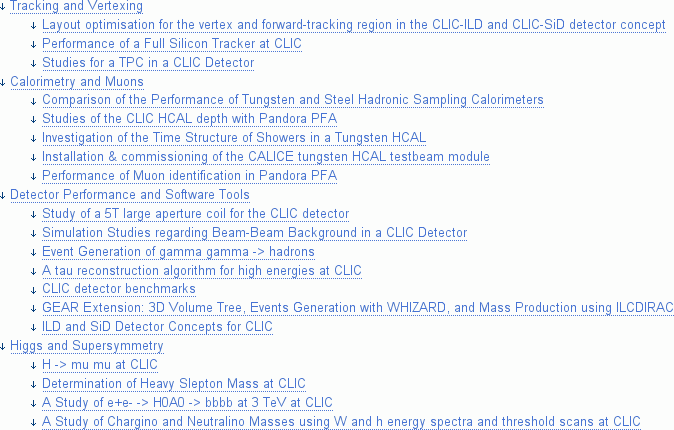 Tracking and Vertexing
Layout optimisation for the vertex and forward-tracking region in the CLIC-ILD and CLIC-SiD detector concept
Performance of a Full Silicon Tracker at CLIC
Studies for a TPC in a CLIC Detector
Calorimetry and Muons
Comparison of the Performance of Tungsten and Steel Hadronic Sampling Calorimeters
Studies of the CLIC HCAL depth with Pandora PFA
Investigation of the Time Structure of Showers in a Tungsten HCAL
Installation & commissioning of the CALICE tungsten HCAL testbeam module
Performance of Muon identification in Pandora PFA
Detector Performance and Software Tools
Study of a 5T large aperture coil for the CLIC detector
Simulation Studies regarding Beam-Beam Background in a CLIC Detector
Event Generation of gamma gamma -> hadrons
A tau reconstruction algorithm for high energies at CLIC
CLIC detector benchmarks
GEAR Extension: 3D Volume Tree, Events Generation with WHIZARD, and Mass Production using ILCDIRAC
ILD and SiD Detector Concepts for CLIC
Higgs and Supersymmetry
H -> mu mu at CLIC
Determination of Heavy Slepton Mass at CLIC
A Study of e+e- -> H0A0 -> bbbb at 3 TeV at CLIC
A Study of Chargino and Neutralino Masses using W and h energy spectra and threshold scans at CLIC